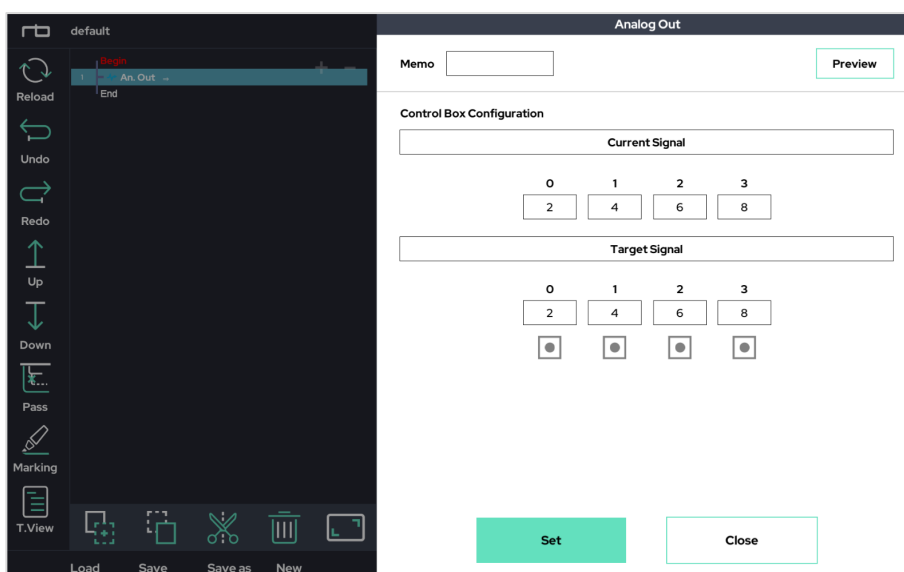 default
Analog Out
Begin
1 An. Out →
End
Reload
Undo
Redo
Up
Down
Pass
Marking
T.View
Load Save Save as New
Memo
Preview
Control Box Configuration
Current Signal
0 1 2 3
2 4 6 8
Target Signal
0 1 2 3
2 4 6 8
Set Close